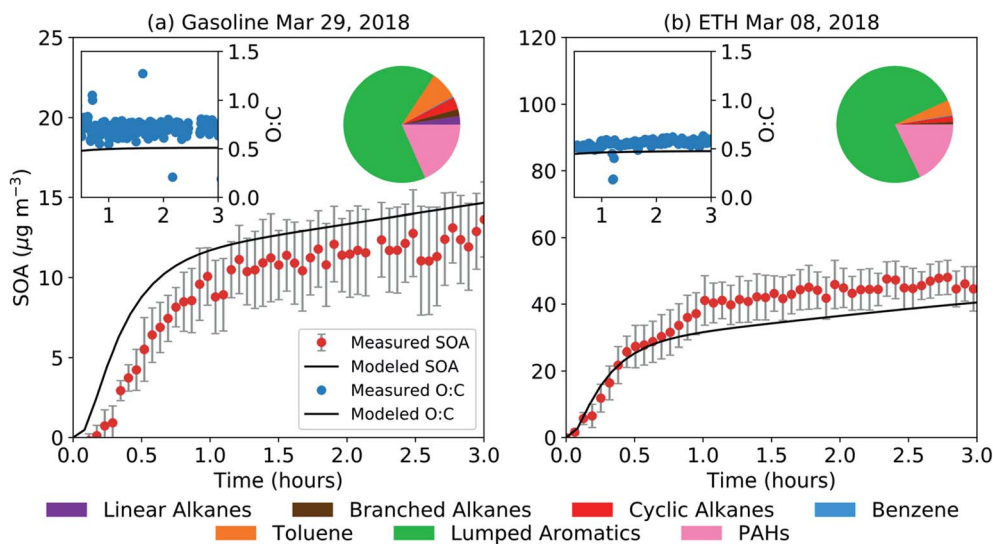 (a) Gasoline Mar 29, 2018
(b) ETH Mar 08, 2018
SOA (μg m⁻³)
25
20
15
10
5
0
0.0 0.5 1.0 1.5 2.0 2.5 3.0
Time (hours)
1.5
1.0
0.5
0.0
O:C
1 2 3
Measured SOA
Modeled SOA
Measured O:C
Modeled O:C
120
100
80
60
40
20
0
0.0 0.5 1.0 1.5 2.0 2.5 3.0
Time (hours)
1.5
1.0
0.5
0.0
O:C
1 2 3
Linear Alkanes Branched Alkanes Cyclic Alkanes Benzene
Toluene Lumped Aromatics PAHs